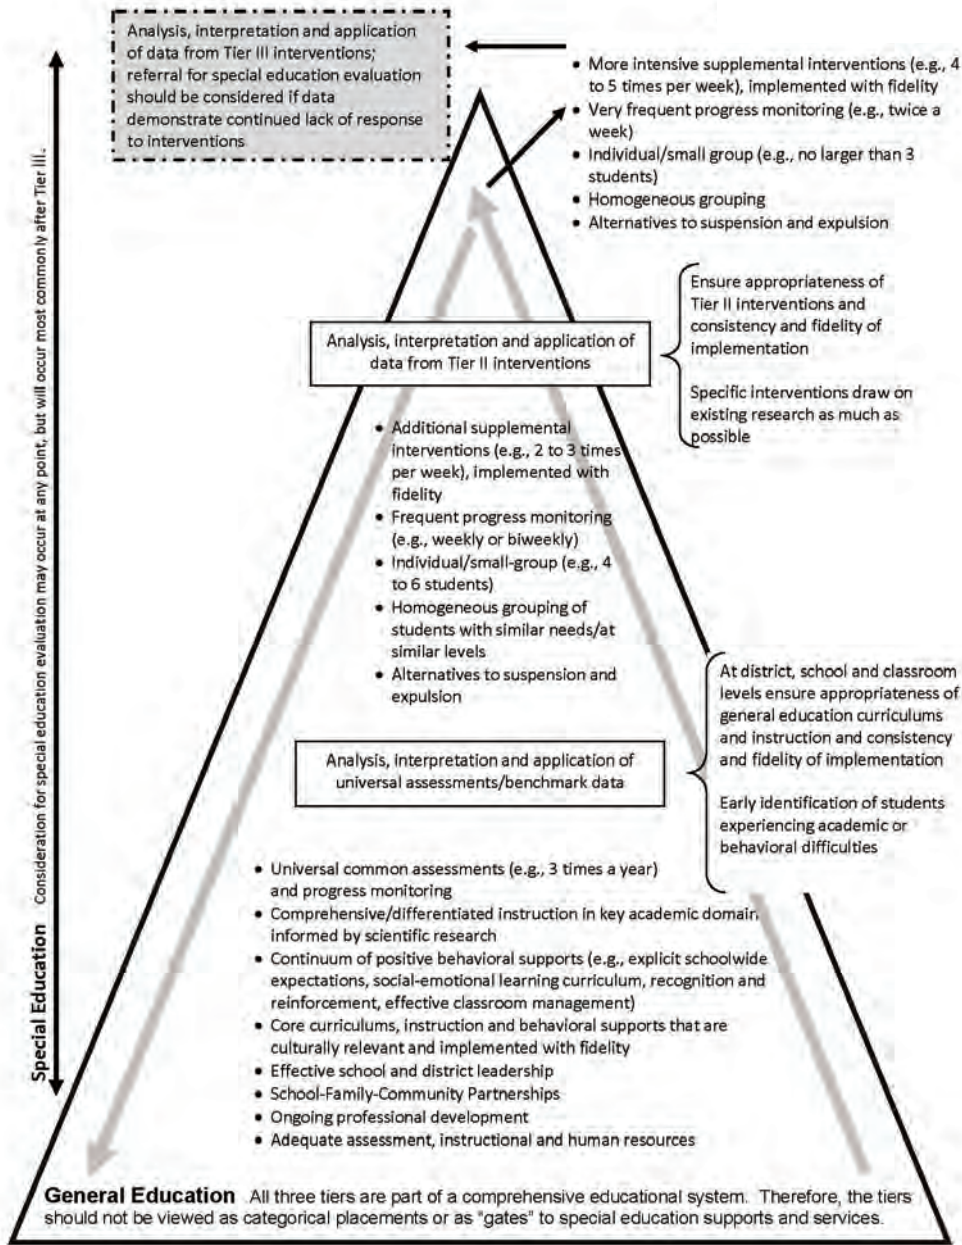 Analysis, interpretation and application
of data from Tier III interventions;
referral for special education evaluation
should be considered if data
demonstrate continued lack of response
to interventions
• More intensive supplemental interventions (e.g., 4
to 5 times per week), implemented with fidelity
• Very frequent progress monitoring (e.g., twice a
week)
• Individual/small group (e.g., no larger than 3
students)
• Homogeneous grouping
• Alternatives to suspension and expulsion
Ensure appropriateness of
Tier II interventions and
consistency and fidelity of
implementation
Specific interventions draw on
existing research as much as
possible
Analysis, interpretation and application of
data from Tier II interventions
• Additional supplemental
interventions (e.g., 2 to 3 times
per week), implemented with
fidelity
• Frequent progress monitoring
(e.g., weekly or biweekly)
• Individual/small-group (e.g., 4
to 6 students)
• Homogeneous grouping of
students with similar needs/at
similar levels
• Alternatives to suspension and
expulsion
At district, school and classroom
levels ensure appropriateness of
general education curriculums
and instruction and consistency
and fidelity of implementation
Early identification of students
experiencing academic or
behavioral difficulties
Analysis, interpretation and application of
universal assessments/benchmark data
• Universal common assessments (e.g., 3 times a year)
and progress monitoring
• Comprehensive/differentiated instruction in key academic domain
informed by scientific research
• Continuum of positive behavioral supports (e.g., explicit schoolwide
expectations, social-emotional learning curriculum, recognition and
reinforcement, effective classroom management)
• Core curriculums, instruction and behavioral supports that are
culturally relevant and implemented with fidelity
• Effective school and district leadership
• School-Family-Community Partnerships
• Ongoing professional development
• Adequate assessment, instructional and human resources
Special Education Consideration for special education evaluation may occur at any point, but will occur most commonly after Tier III.
General Education All three tiers are part of a comprehensive educational system. Therefore, the tiers
should not be viewed as categorical placements or as "gates" to special education supports and services.